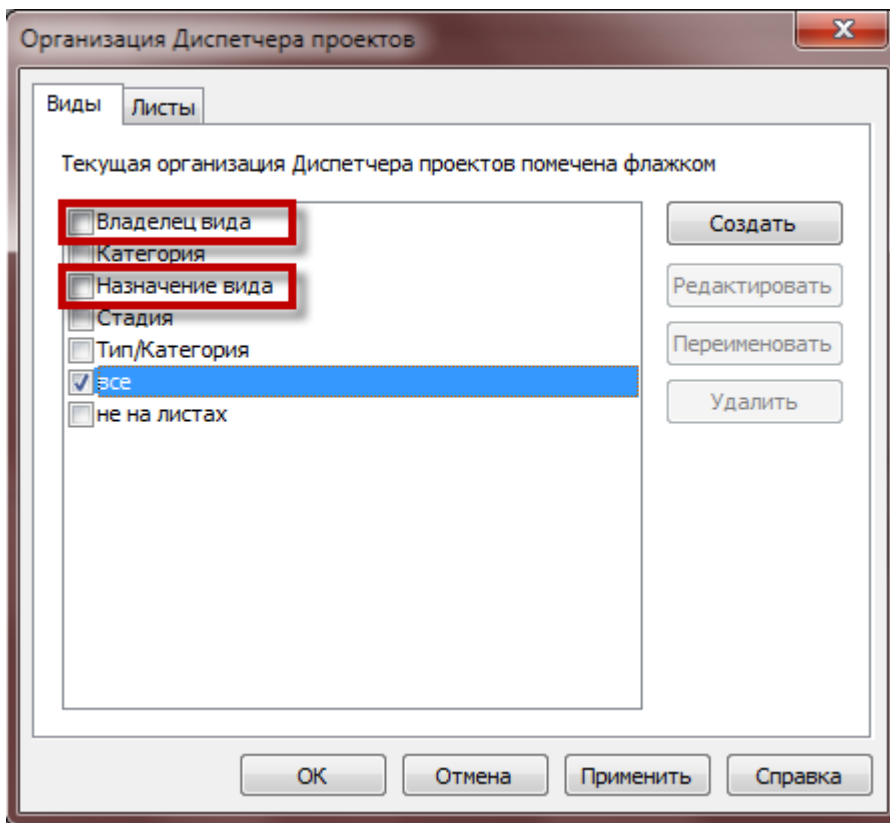 Организация Диспетчера проектов
Виды Листы
Текущая организация Диспетчера проектов помечена флажком
Владелец вида
Категория
Назначение вида
Стадия
Тип/Категория
все
не на листах
Создать
Редактировать
Переименовать
Удалить
ОК Отмена Применить Справка